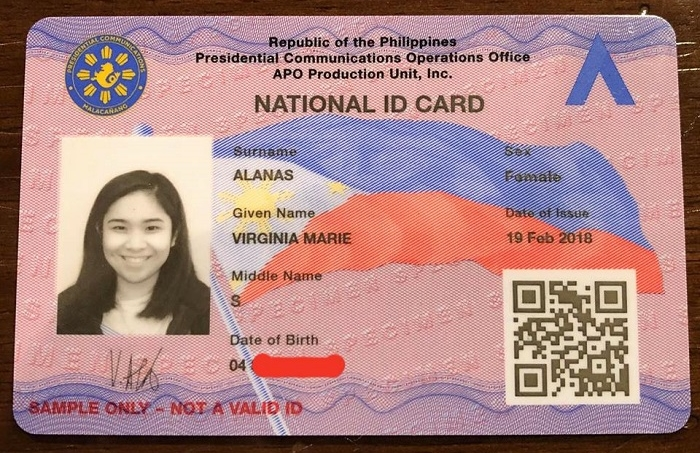 Republic of the Philippines
Presidential Communications Operations Office
APO Production Unit, Inc.
NATIONAL ID CARD
PRESIDENTIAL COMMUNICATIONS
MALACAÑANG
Surname
ALANAS
Sex
Female
Given Name
VIRGINIA MARIE
Date of Issue
19 Feb 2018
Middle Name
S
Date of Birth
04
SPECIMEN SPECIMEN SPECIMEN
SAMPLE ONLY – NOT A VALID ID